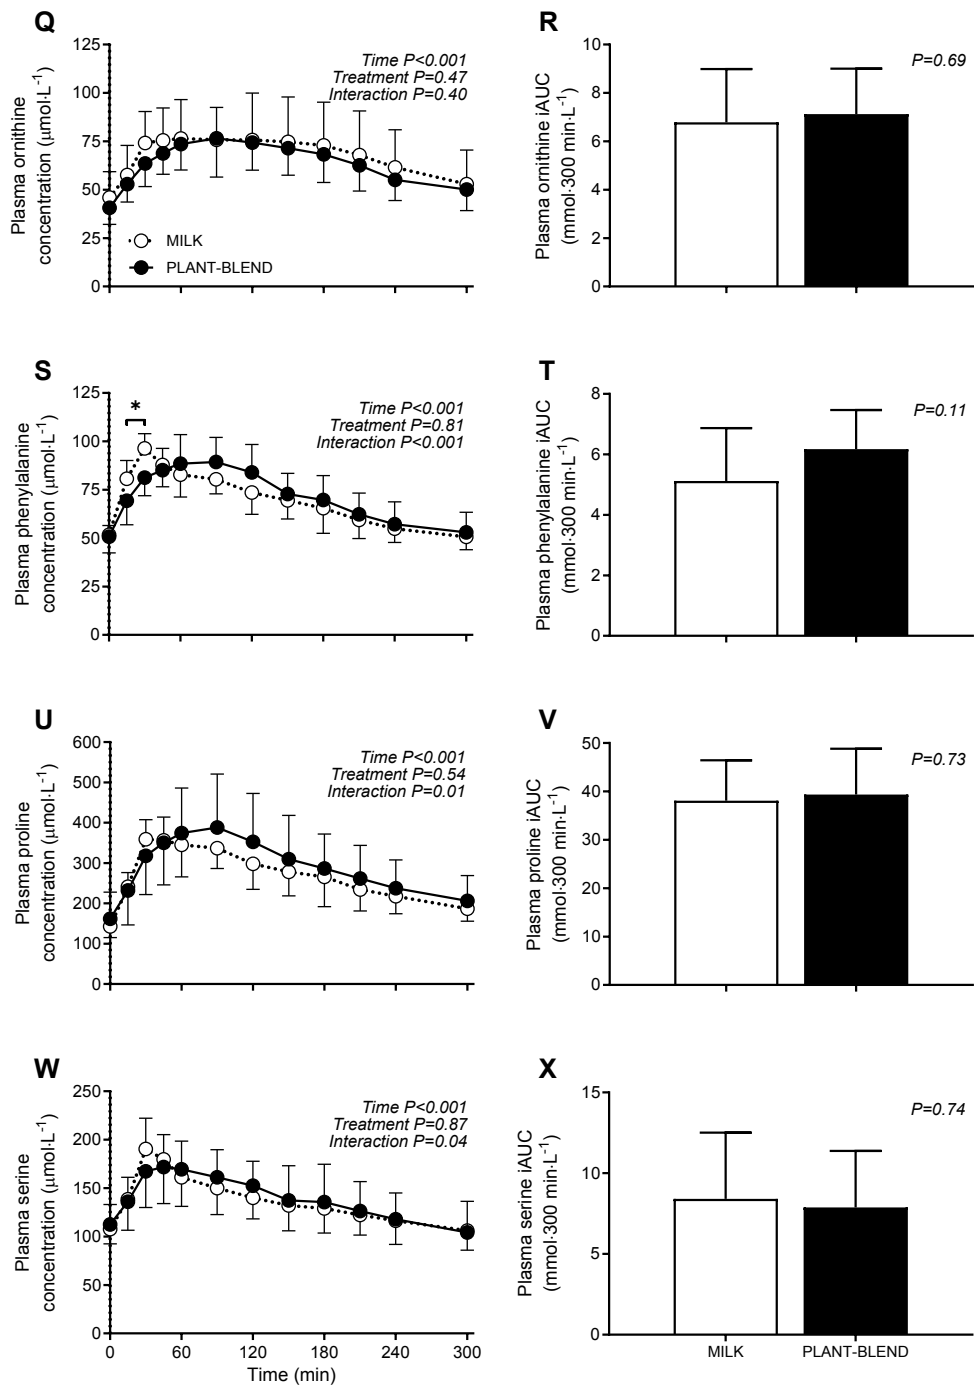 Q
Plasma ornithine
concentration (μmol·L⁻¹)
125
100
75
50
25
0
Time P<0.001
Treatment P=0.47
Interaction P=0.40
MILK
PLANT-BLEND
R
Plasma ornithine iAUC
(mmol·300 min·L⁻¹)
10
8
6
4
2
0
P=0.69
S
Plasma phenylalanine
concentration (μmol·L⁻¹)
125
100
75
50
25
0
*
Time P<0.001
Treatment P=0.81
Interaction P<0.001
T
Plasma phenylalanine iAUC
(mmol·300 min·L⁻¹)
8
6
4
2
0
P=0.11
U
Plasma proline
concentration (μmol·L⁻¹)
600
500
400
300
200
100
0
Time P<0.001
Treatment P=0.54
Interaction P=0.01
V
Plasma proline iAUC
(mmol·300 min·L⁻¹)
50
40
30
20
10
0
P=0.73
W
Plasma serine
concentration (μmol·L⁻¹)
250
200
150
100
50
0
Time P<0.001
Treatment P=0.87
Interaction P=0.04
0 60 120 180 240 300
Time (min)
X
Plasma serine iAUC
(mmol·300 min·L⁻¹)
15
10
5
0
P=0.74
MILK PLANT-BLEND